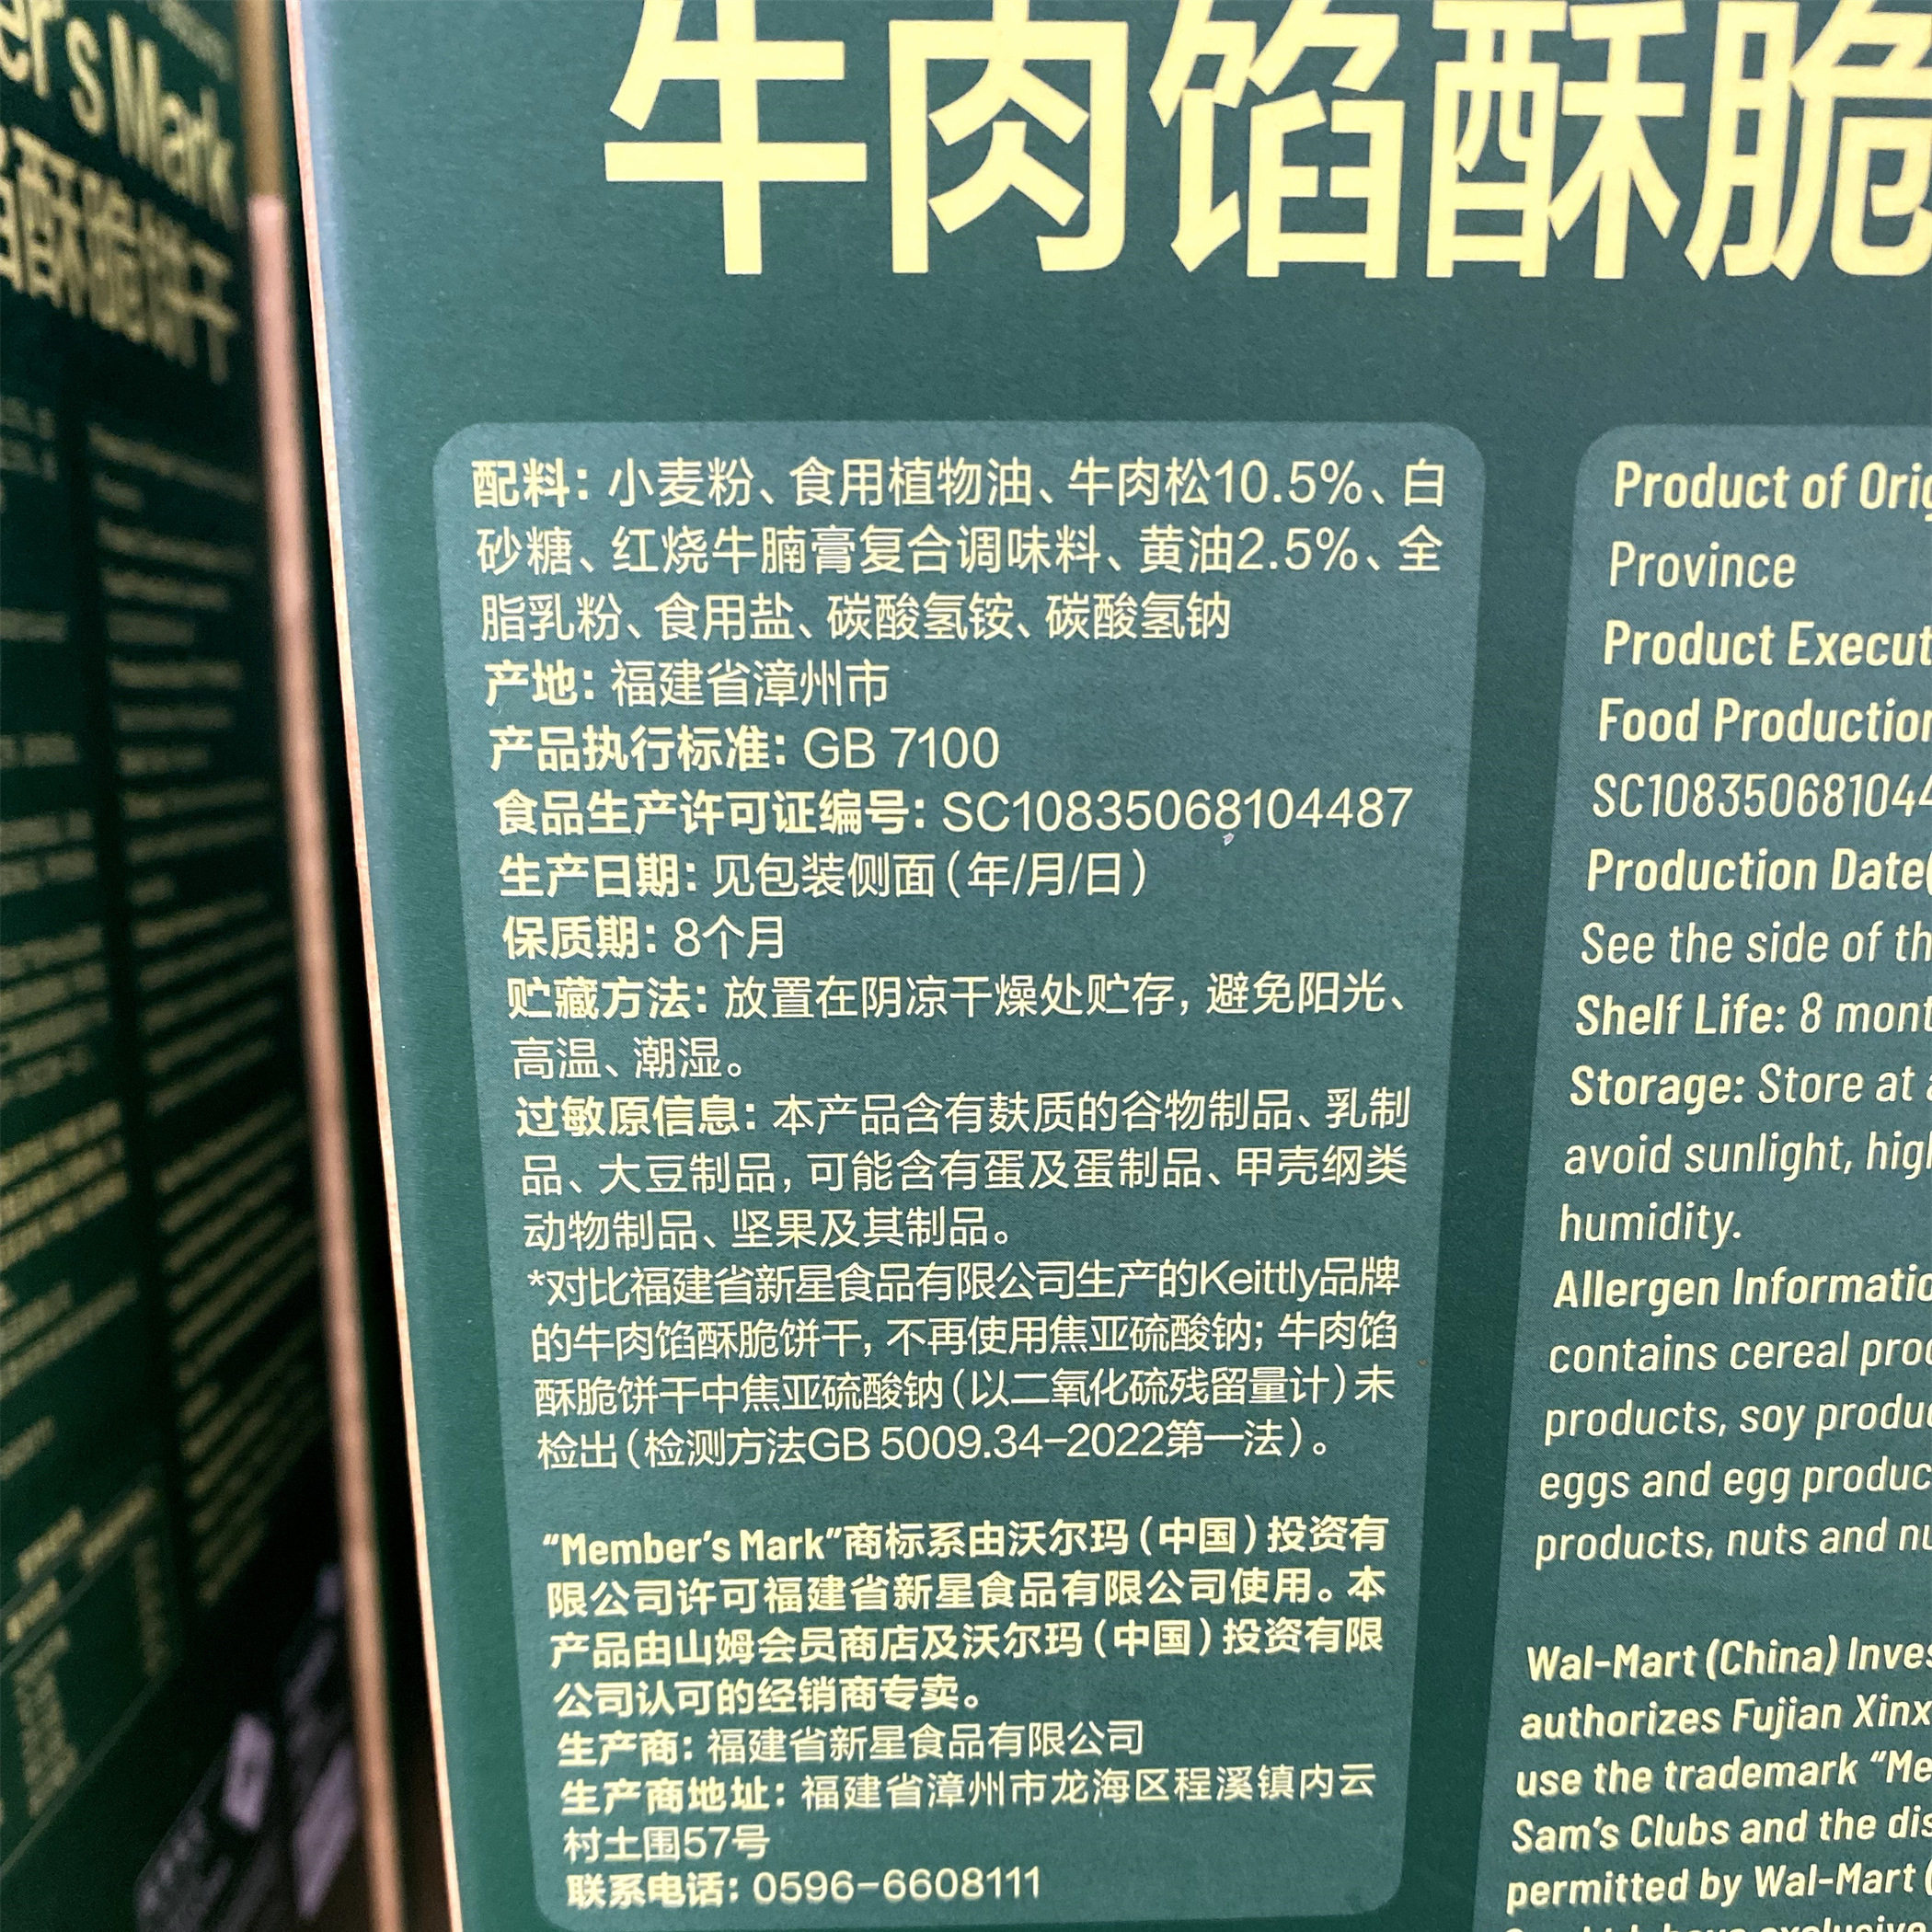 er's Mark
酥脆饼干
牛肉馅酥脆
配料：小麦粉、食用植物油、牛肉松10.5%、白
砂糖、红烧牛腩膏复合调味料、黄油2.5%、全
脂乳粉、食用盐、碳酸氢铵、碳酸氢钠
产地：福建省漳州市
产品执行标准：GB 7100
食品生产许可证编号：SC10835068104487
生产日期：见包装侧面（年/月/日）
保质期：8个月
贮藏方法：放置在阴凉干燥处贮存，避免阳光、
高温、潮湿。
过敏原信息：本产品含有麸质的谷物制品、乳制
品、大豆制品，可能含有蛋及蛋制品、甲壳纲类
动物制品、坚果及其制品。
*对比福建省新星食品有限公司生产的Keittly品牌
的牛肉馅酥脆饼干，不再使用焦亚硫酸钠；牛肉馅
酥脆饼干中焦亚硫酸钠（以二氧化硫残留量计）未
检出（检测方法GB 5009.34-2022第一法）。
“Member’s Mark”商标系由沃尔玛（中国）投资有
限公司许可福建省新星食品有限公司使用。本
产品由山姆会员商店及沃尔玛（中国）投资有限
公司认可的经销商专卖。
生产商：福建省新星食品有限公司
生产商地址：福建省漳州市龙海区程溪镇内云
村土围57号
联系电话：0596-6608111
Product of Orig
Province
Product Execut
Food Production
SC108350681044
Production Date(
See the side of th
Shelf Life: 8 mont
Storage: Store at a
avoid sunlight, hig
humidity.
Allergen Informatio
contains cereal prod
products, soy produ
eggs and egg produc
products, nuts and nu
Wal-Mart (China) Inves
authorizes Fujian Xinx
use the trademark “Me
Sam’s Clubs and the dis
permitted by Wal-Mart (